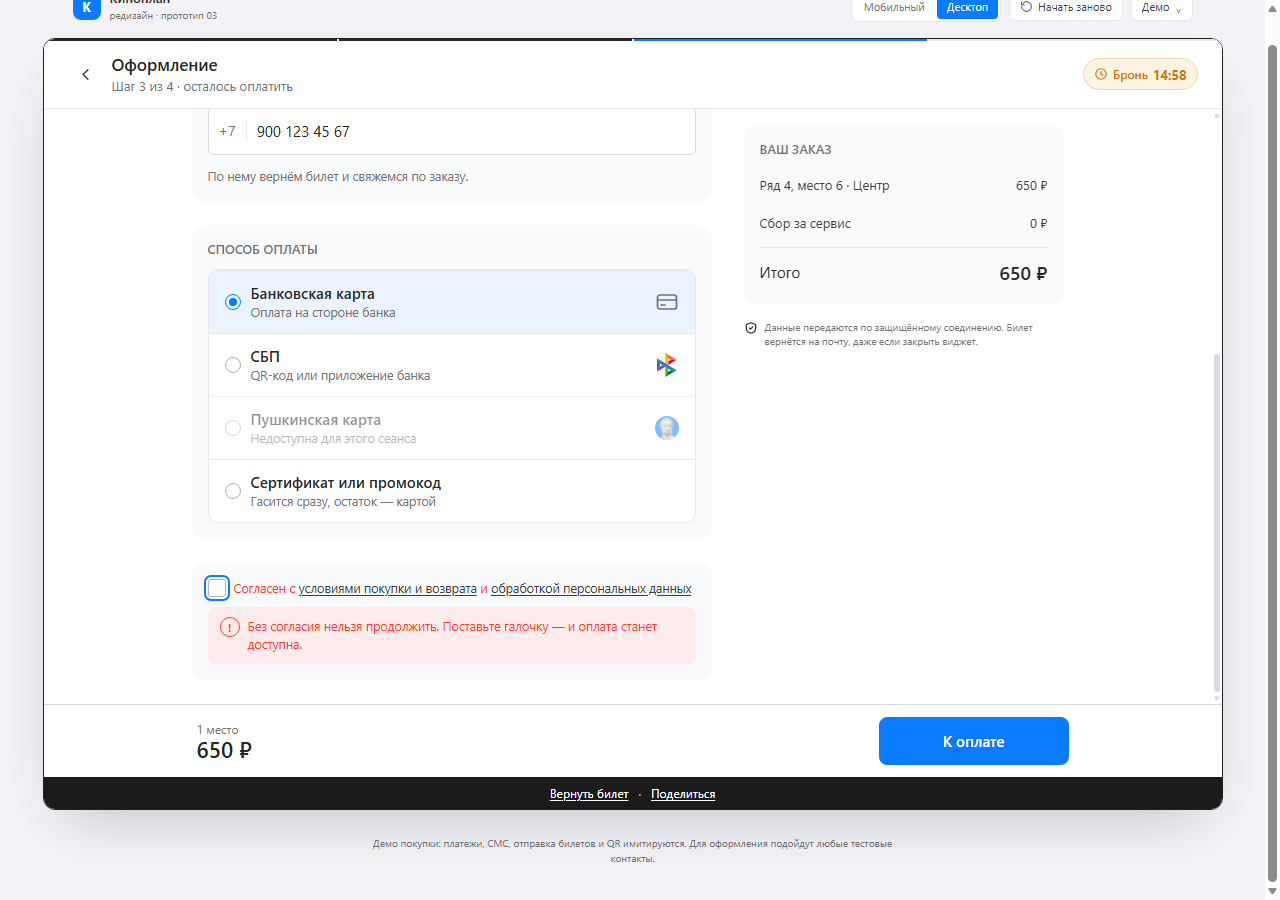 Киноплан
К
редизайн · прототип 03
Мобильный
Десктоп
Начать заново
Демо
Оформление
Шаг 3 из 4 · осталось оплатить
Бронь 14:58
+7 900 123 45 67
По нему вернём билет и свяжемся по заказу.
СПОСОБ ОПЛАТЫ
Банковская карта
Оплата на стороне банка
СБП
QR-код или приложение банка
Пушкинская карта
Недоступна для этого сеанса
Сертификат или промокод
Гасится сразу, остаток — картой
Согласен с условиями покупки и возврата и обработкой персональных данных
Без согласия нельзя продолжить. Поставьте галочку — и оплата станет
доступна.
ВАШ ЗАКАЗ
Ряд 4, место 6 · Центр 650 ₽
Сбор за сервис 0 ₽
Итого 650 ₽
Данные передаются по защищённому соединению. Билет
вернётся на почту, даже если закрыть виджет.
1 место
650 ₽
К оплате
Вернуть билет · Поделиться
Демо покупки: платежи, СМС, отправка билетов и QR имитируются. Для оформления подойдут любые тестовые
контакты.